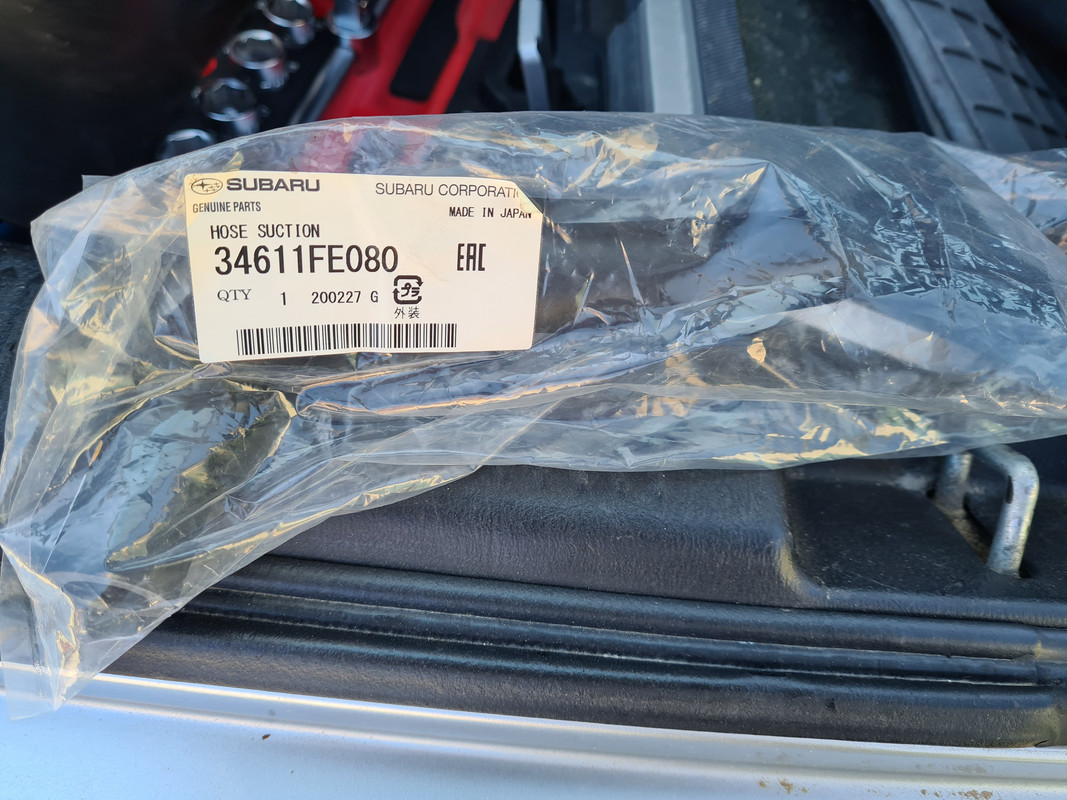 SUBARU SUBARU CORPORATI
GENUINE PARTS MADE IN JAPAN
HOSE SUCTION
34611FE080 EAC
QTY 1 200227 G プラ
外装